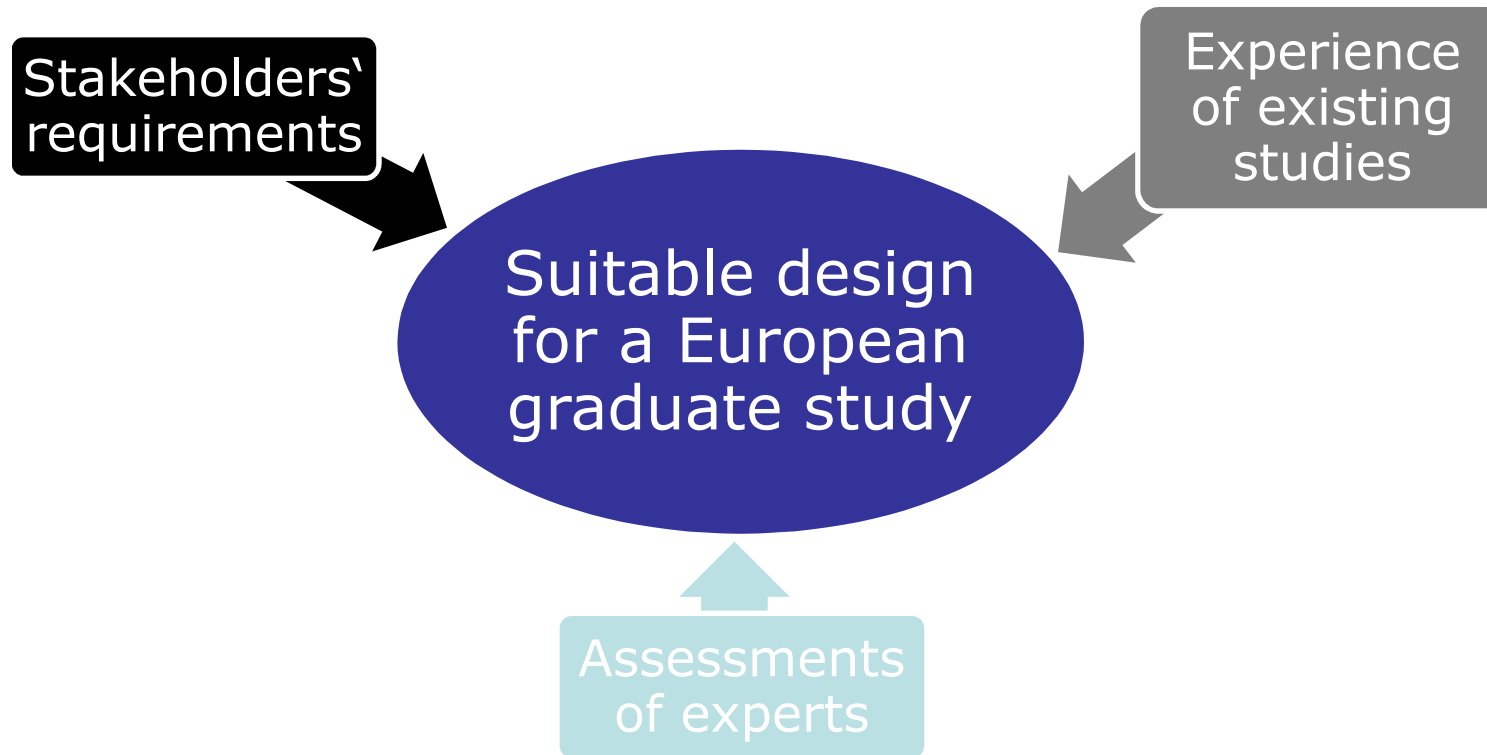 Stakeholders‘
requirements
Experience
of existing
studies
Suitable design
for a European
graduate study
Assessments
of experts